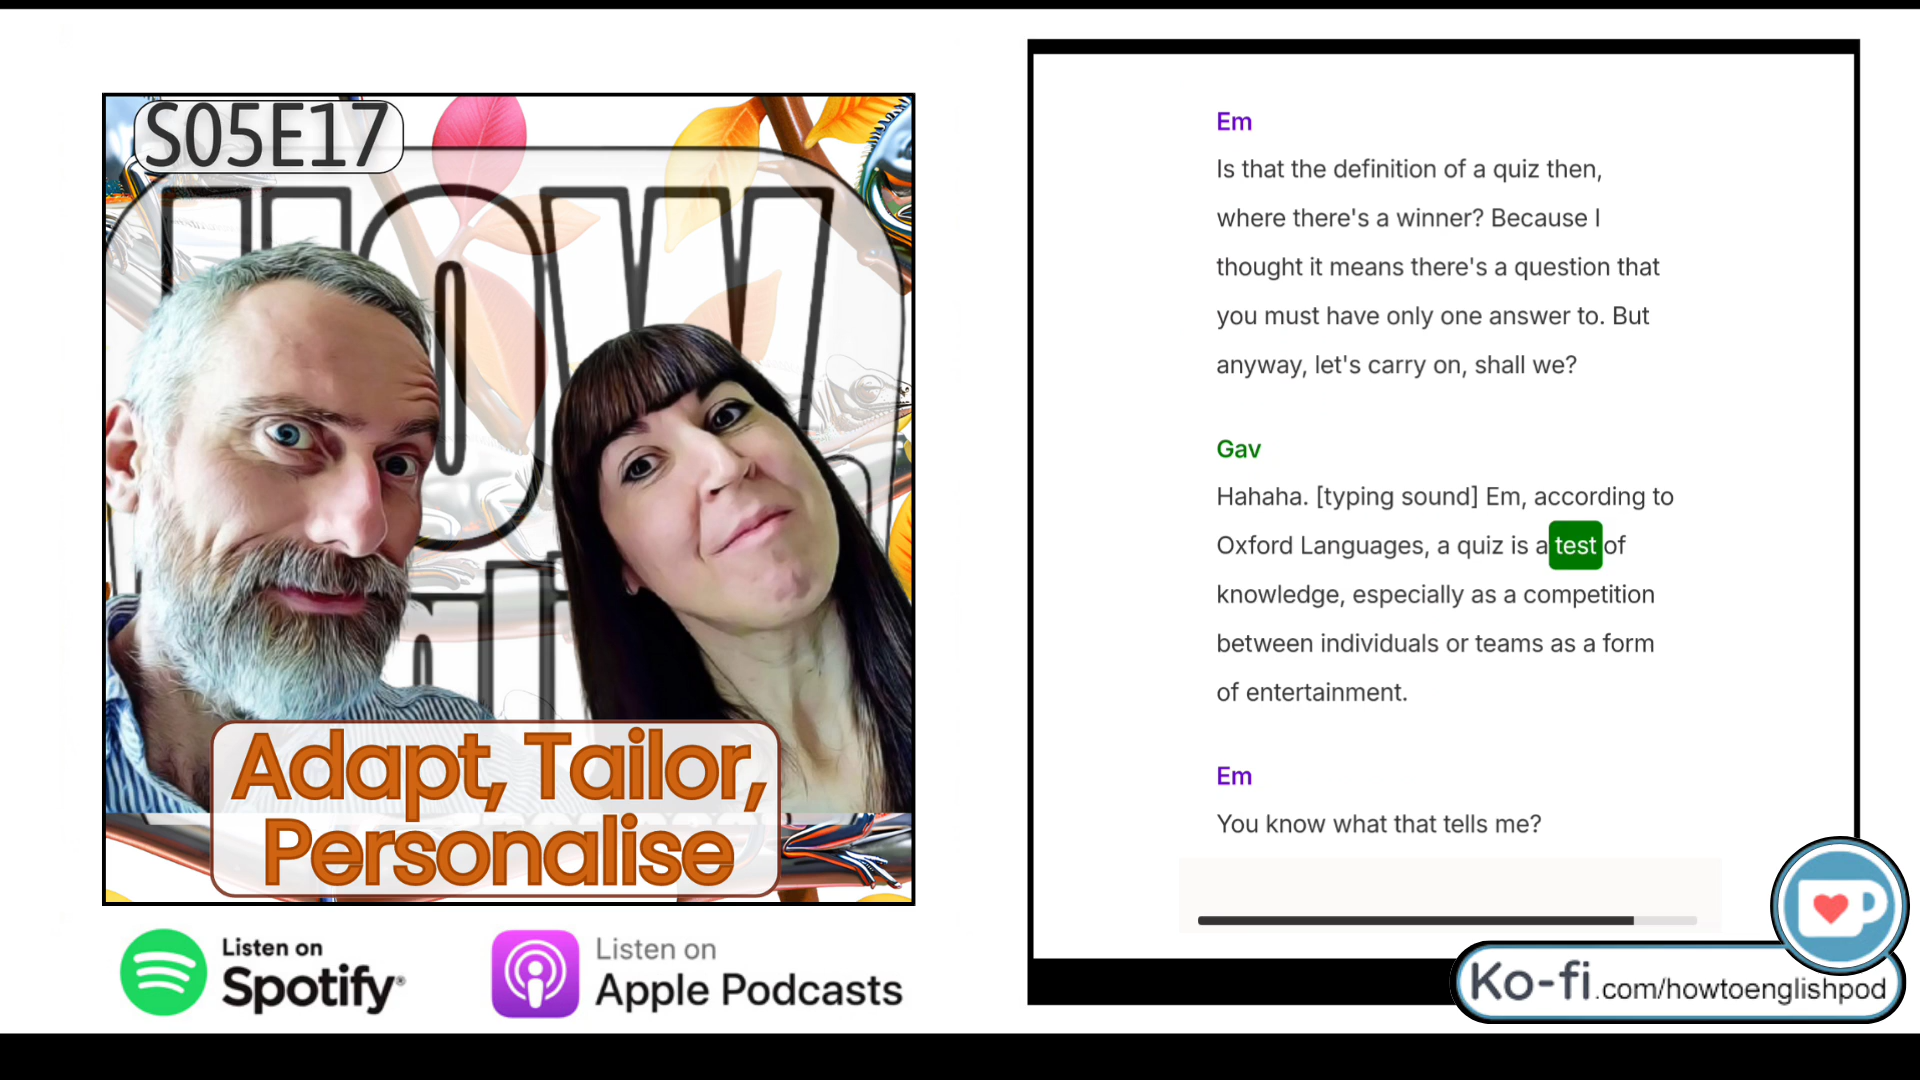 S05E17
HOW
Adapt, Tailor,
Personalise
Listen on
Spotify
Listen on
Apple Podcasts
Em
Is that the definition of a quiz then,
where there's a winner? Because I
thought it means there's a question that
you must have only one answer to. But
anyway, let's carry on, shall we?
Gav
Hahaha. [typing sound] Em, according to
Oxford Languages, a quiz is a test of
knowledge, especially as a competition
between individuals or teams as a form
of entertainment.
Em
You know what that tells me?
Ko-fi.com/howtoenglishpod